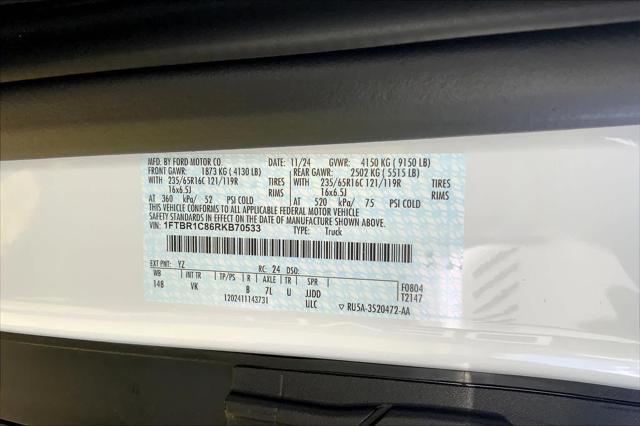 MFD. BY FORD MOTOR CO. DATE: 11/24 GVWR: 4150 KG ( 9150 LB)
FRONT GAWR: 1873 KG ( 4130 LB) REAR GAWR: 2502 KG ( 5515 LB)
WITH 235/65R16C 121/119R TIRES WITH 235/65R16C 121/119R TIRES
16x6.5J RIMS 16x6.5J RIMS
AT 360 kPa/ 52 PSI COLD AT 520 kPa/ 75 PSI COLD
THIS VEHICLE CONFORMS TO ALL APPLICABLE FEDERAL MOTOR VEHICLE
SAFETY STANDARDS IN EFFECT ON THE DATE OF MANUFACTURE SHOWN ABOVE.
VIN: 1FTBR1C86RKB70533 TYPE: Truck
EXT PNT: YZ RC: 24 DSO:
WB INT TR TP/PS R AXLE TR SPR F0804
148 VK B 7L U JJDD T2147
1202411143731 ULC ▽ RU5A-3520472-AA